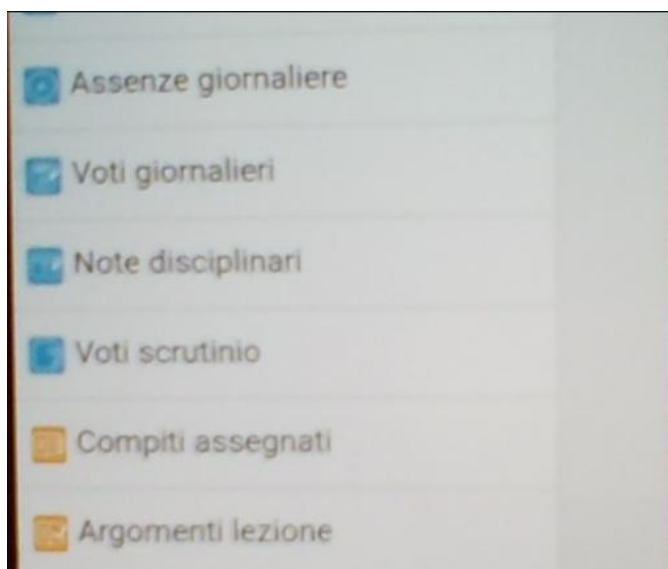 Assenze giornaliere
Voti giornalieri
Note disciplinari
Voti scrutinio
Compiti assegnati
Argomenti lezione